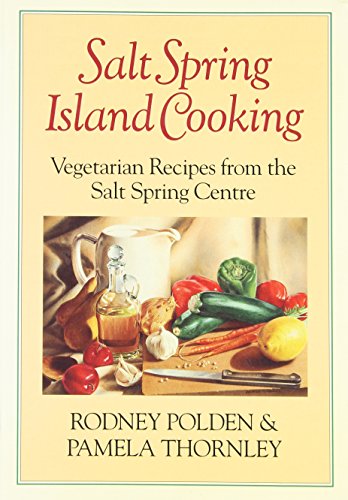 Salt Spring
Island Cooking
Vegetarian Recipes from the
Salt Spring Centre
RODNEY POLDEN &
PAMELA THORNLEY